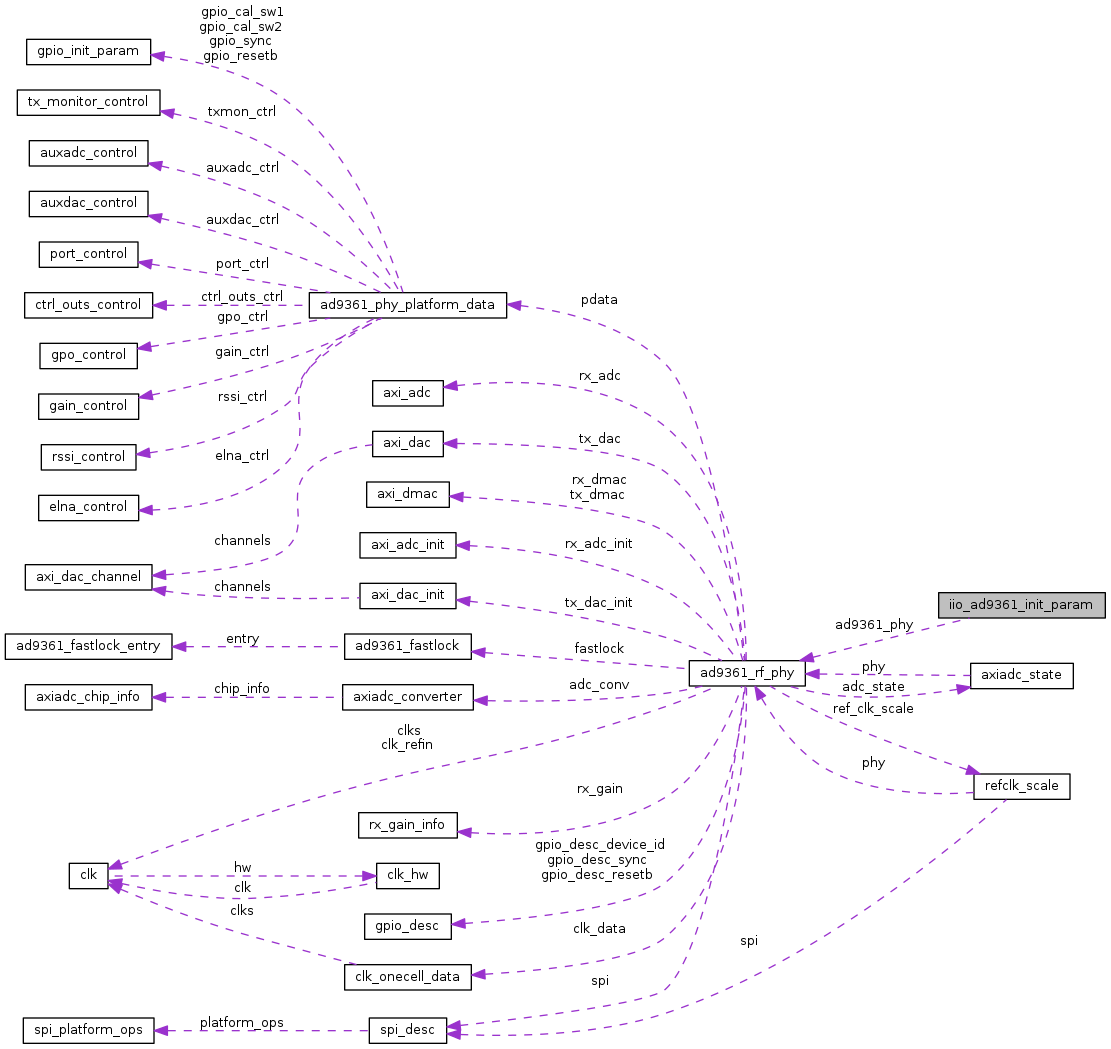 gpio_cal_sw1
gpio_cal_sw2
gpio_sync
gpio_resetb
gpio_init_param
tx_monitor_control
txmon_ctrl
auxadc_control
auxadc_ctrl
auxdac_control
auxdac_ctrl
port_control
port_ctrl
ctrl_outs_control
ctrl_outs_ctrl
ad9361_phy_platform_data
pdata
gpo_ctrl
gpo_control
gain_ctrl
gain_control
rssi_ctrl
rssi_control
elna_ctrl
elna_control
axi_adc
rx_adc
axi_dac
tx_dac
axi_dmac
rx_dmac
tx_dmac
channels
axi_adc_init
rx_adc_init
axi_dac_channel
channels
axi_dac_init
tx_dac_init
iio_ad9361_init_param
ad9361_phy
ad9361_fastlock_entry
entry
ad9361_fastlock
fastlock
ad9361_rf_phy
phy
axiadc_state
adc_state
axiadc_chip_info
chip_info
axiadc_converter
adc_conv
ref_clk_scale
clks
clk_refin
phy
refclk_scale
rx_gain
rx_gain_info
gpio_desc_device_id
gpio_desc_sync
gpio_desc_resetb
clk
hw
clk
clk_hw
clks
gpio_desc
clk_data
spi
clk_onecell_data
spi
spi_platform_ops
platform_ops
spi_desc